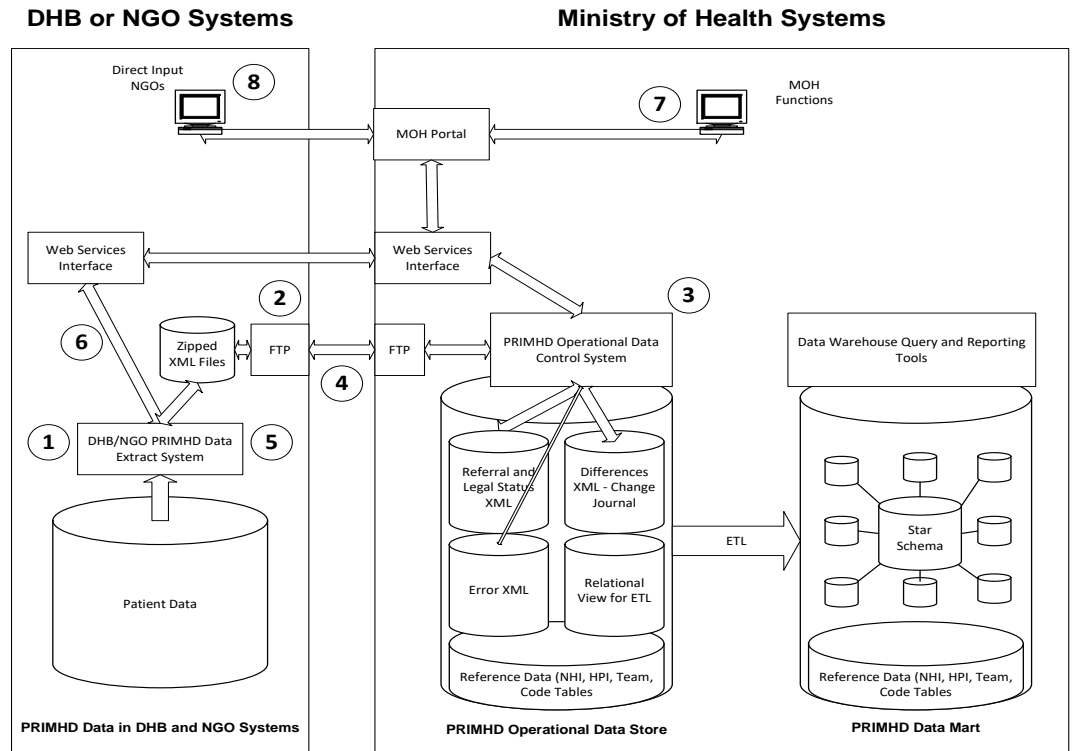 DHB or NGO Systems
Ministry of Health Systems
Direct Input
NGOs
8
7
MOH
Functions
MOH Portal
Web Services
Interface
Web Services
Interface
2
3
6
Zipped
XML Files
FTP
4
FTP
PRIMHD Operational Data
Control System
Data Warehouse Query and Reporting
Tools
1
DHB/NGO PRIMHD Data
Extract System
5
Referral and
Legal Status
XML
Differences
XML - Change
Journal
Star
Schema
ETL
Patient Data
Error XML
Relational
View for ETL
Reference Data (NHI, HPI, Team,
Code Tables
Reference Data (NHI, HPI, Team,
Code Tables
PRIMHD Data in DHB and NGO Systems
PRIMHD Operational Data Store
PRIMHD Data Mart